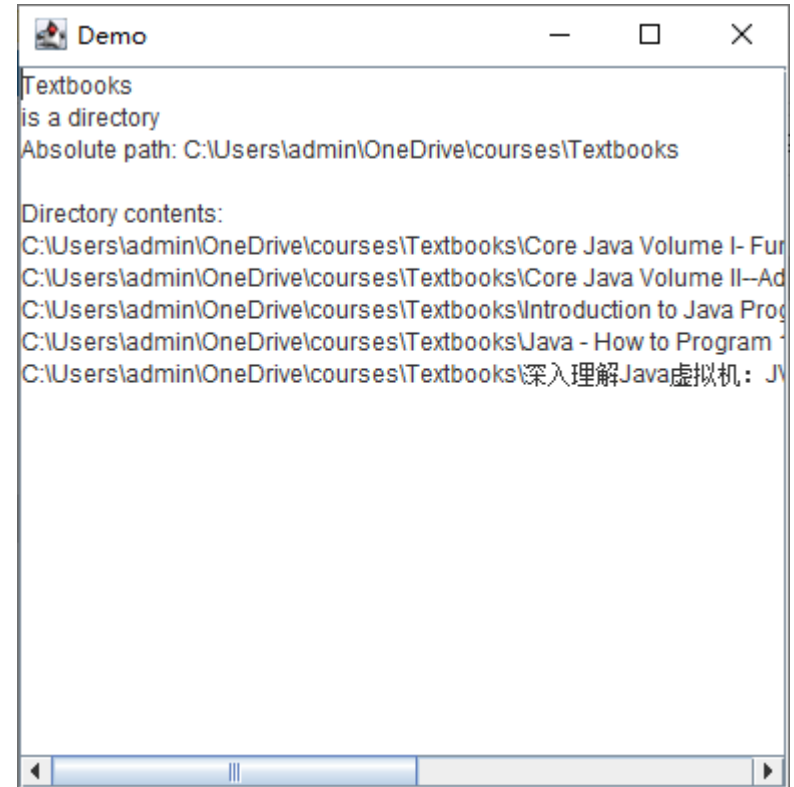 Demo
Textbooks
is a directory
Absolute path: C:\Users\admin\OneDrive\courses\Textbooks
Directory contents:
C:\Users\admin\OneDrive\courses\Textbooks\Core Java Volume I- Fun
C:\Users\admin\OneDrive\courses\Textbooks\Core Java Volume II--Ad
C:\Users\admin\OneDrive\courses\Textbooks\Introduction to Java Prog
C:\Users\admin\OneDrive\courses\Textbooks\Java - How to Program
C:\Users\admin\OneDrive\courses\Textbooks\深入理解Java虚拟机：J